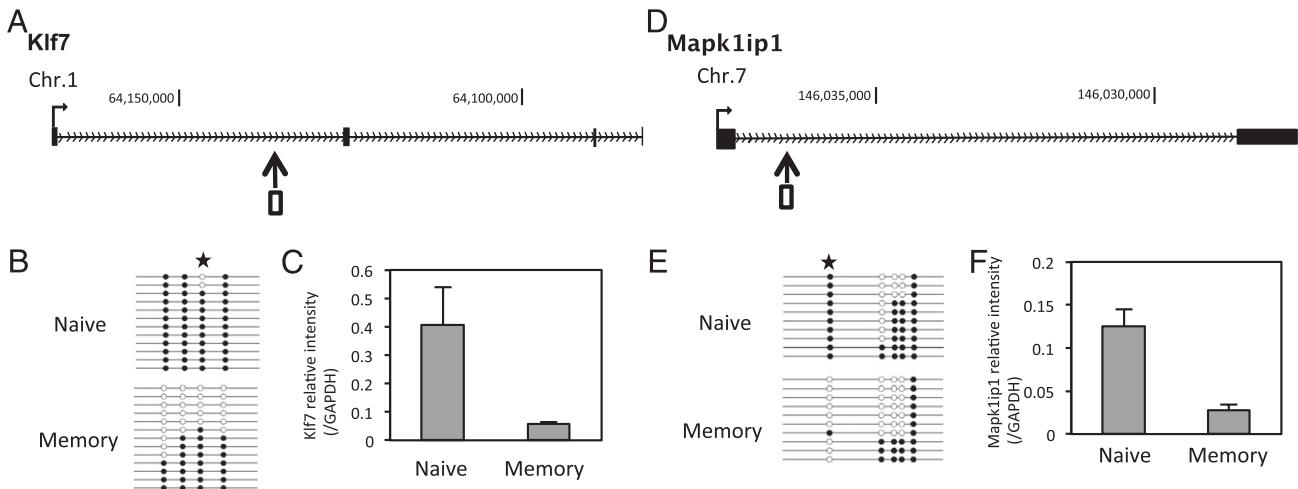 A
Klf7
Chr.1
64,150,000
64,100,000
D
Mapk1ip1
Chr.7
146,035,000
146,030,000
B
Naive
Memory
C
Klf7 relative intensity
(/GAPDH)
0.6
0.5
0.4
0.3
0.2
0.1
0
Naive
Memory
E
Naive
Memory
F
Mapk1ip1 relative intensity
(/GAPDH)
0.2
0.15
0.1
0.05
0
Naive
Memory